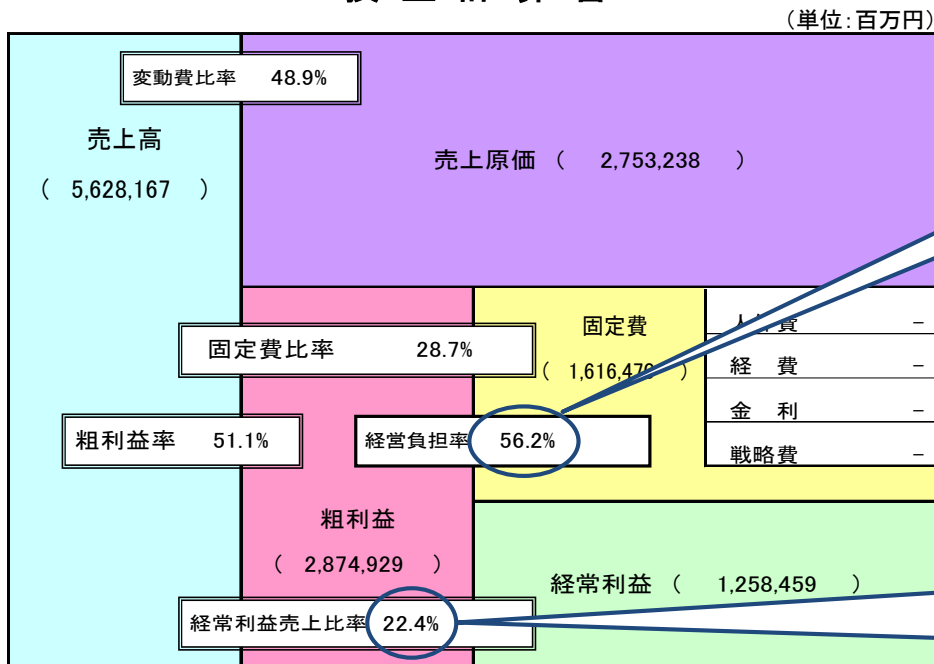 （単位：百万円）
変動費比率 48.9%
売上高
（ 5,628,167 ）
売上原価 （ 2,753,238 ）
固定費
固定費比率 28.7%
経 費 －
金 利 －
戦略費 －
粗利益率 51.1%
経営負担率 56.2%
粗利益
（ 2,874,929 ）
経常利益 （ 1,258,459 ）
経常利益売上比率 22.4%